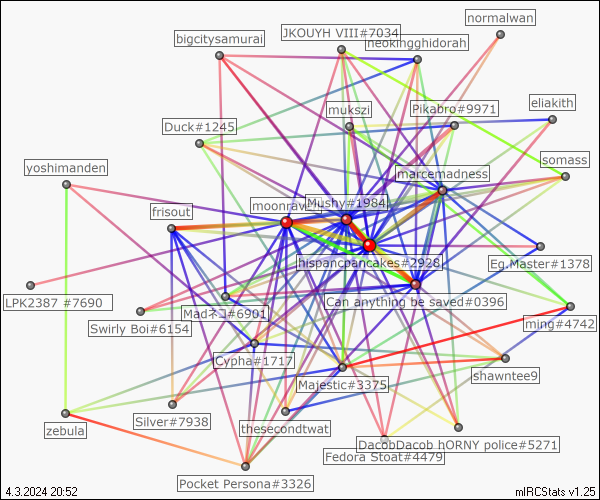 normalwan
JKOUYH VIII#7034
bigcitysamurai
neokingghidorah
mukszi
Pikabro#9971
eliakith
Duck#1245
yoshimanden
marcemadness
somass
frisout
moonrav
Mushy#1984
hispancpancakes#2928
Eg.Master#1378
LPK2387 #7690
Can anything be saved#0396
Madネコ#6901
Swirly Boi#6154
ming#4742
Cypha#1717
Majestic#3375
shawntee9
zebula
Silver#7938
thesecondtwat
DacobDacob hORNY police#5271
Fedora Stoat#4479
Pocket Persona#3326
4.3.2024 20:52
mIRCStats v1.25